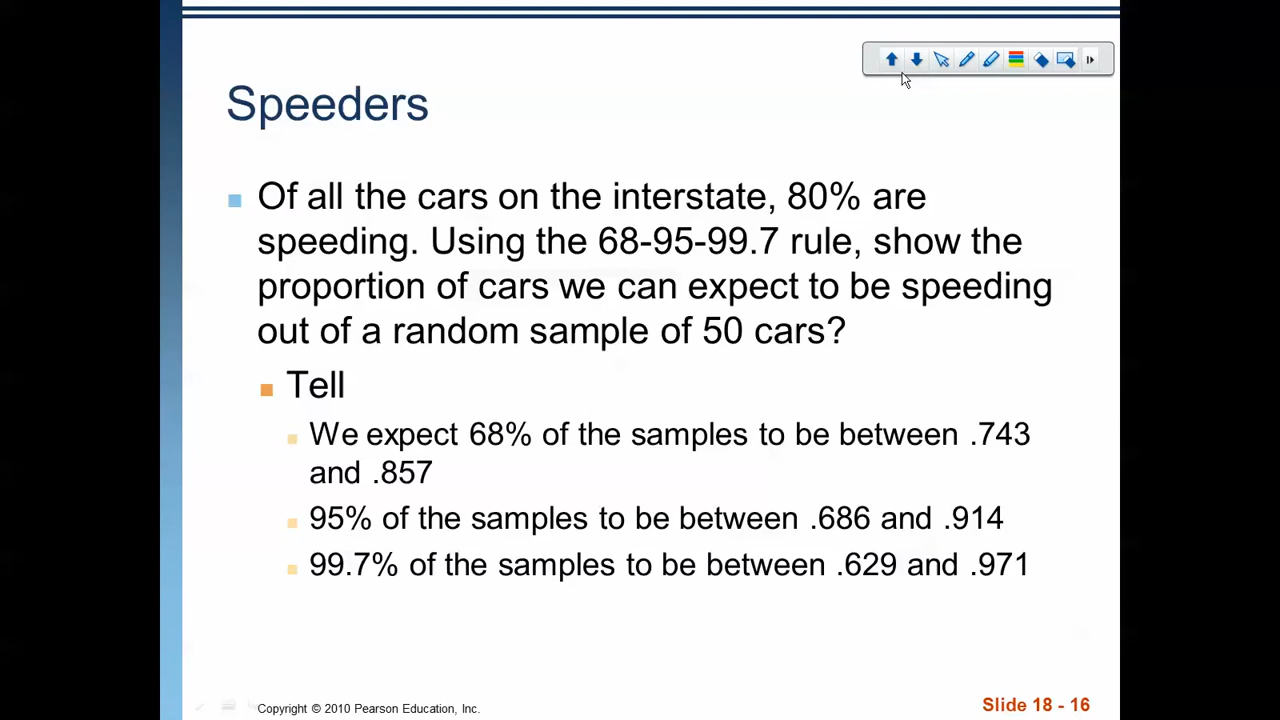 Speeders
Of all the cars on the interstate, 80% are
speeding. Using the 68-95-99.7 rule, show the
proportion of cars we can expect to be speeding
out of a random sample of 50 cars?
Tell
We expect 68% of the samples to be between .743
and .857
95% of the samples to be between .686 and .914
99.7% of the samples to be between .629 and .971
Copyright © 2010 Pearson Education, Inc.
Slide 18 - 16